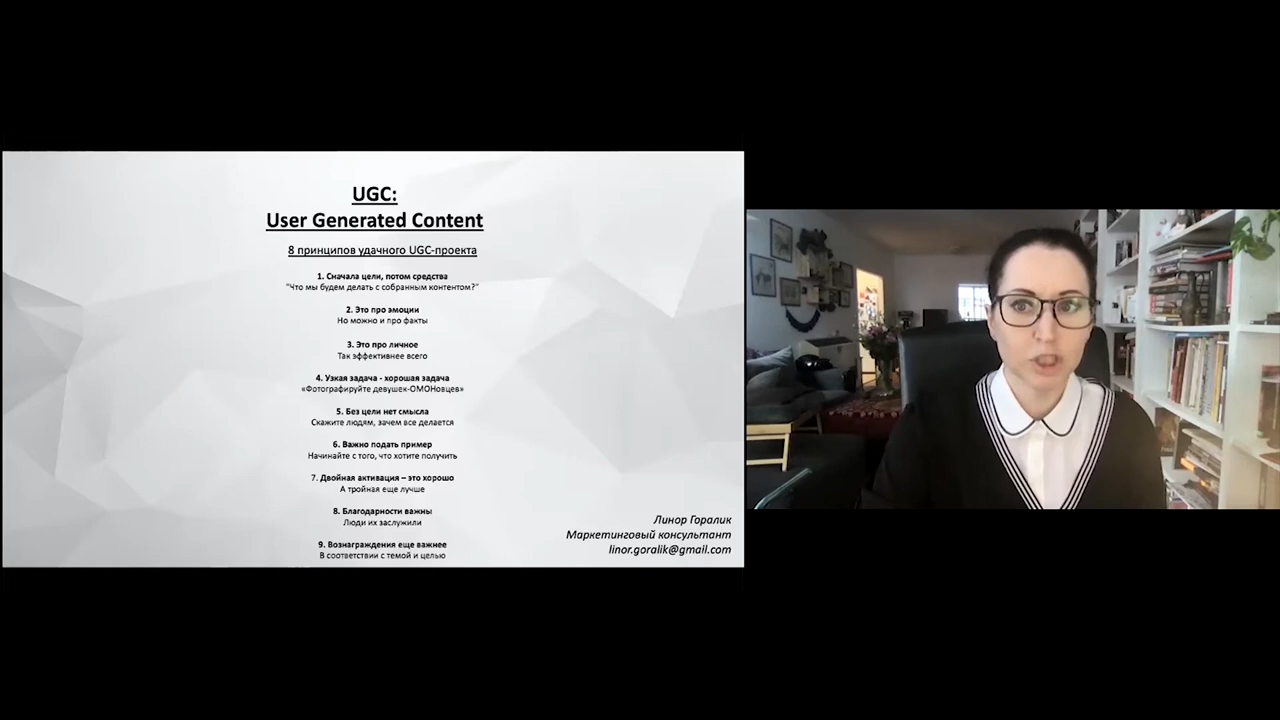 UGC:
User Generated Content
8 принципов удачного UGC-проекта
1. Сначала цели, потом средства
"Что мы будем делать с собранным контентом?"
2. Это про эмоции
Но можно и про факты
3. Это про личное
Так эффективнее всего
4. Узкая задача - хорошая задача
«Фотографируйте девушек-ОМОНовцев»
5. Без цели нет смысла
Скажите людям, зачем все делается
6. Важно подать пример
Начинайте с того, что хотите получить
7. Двойная активация – это хорошо
А тройная еще лучше
8. Благодарности важны
Люди их заслужили
9. Вознаграждения еще важнее
В соответствии с темой и целью
Линор Горалик
Маркетинговый консультант
linor.goralik@gmail.com